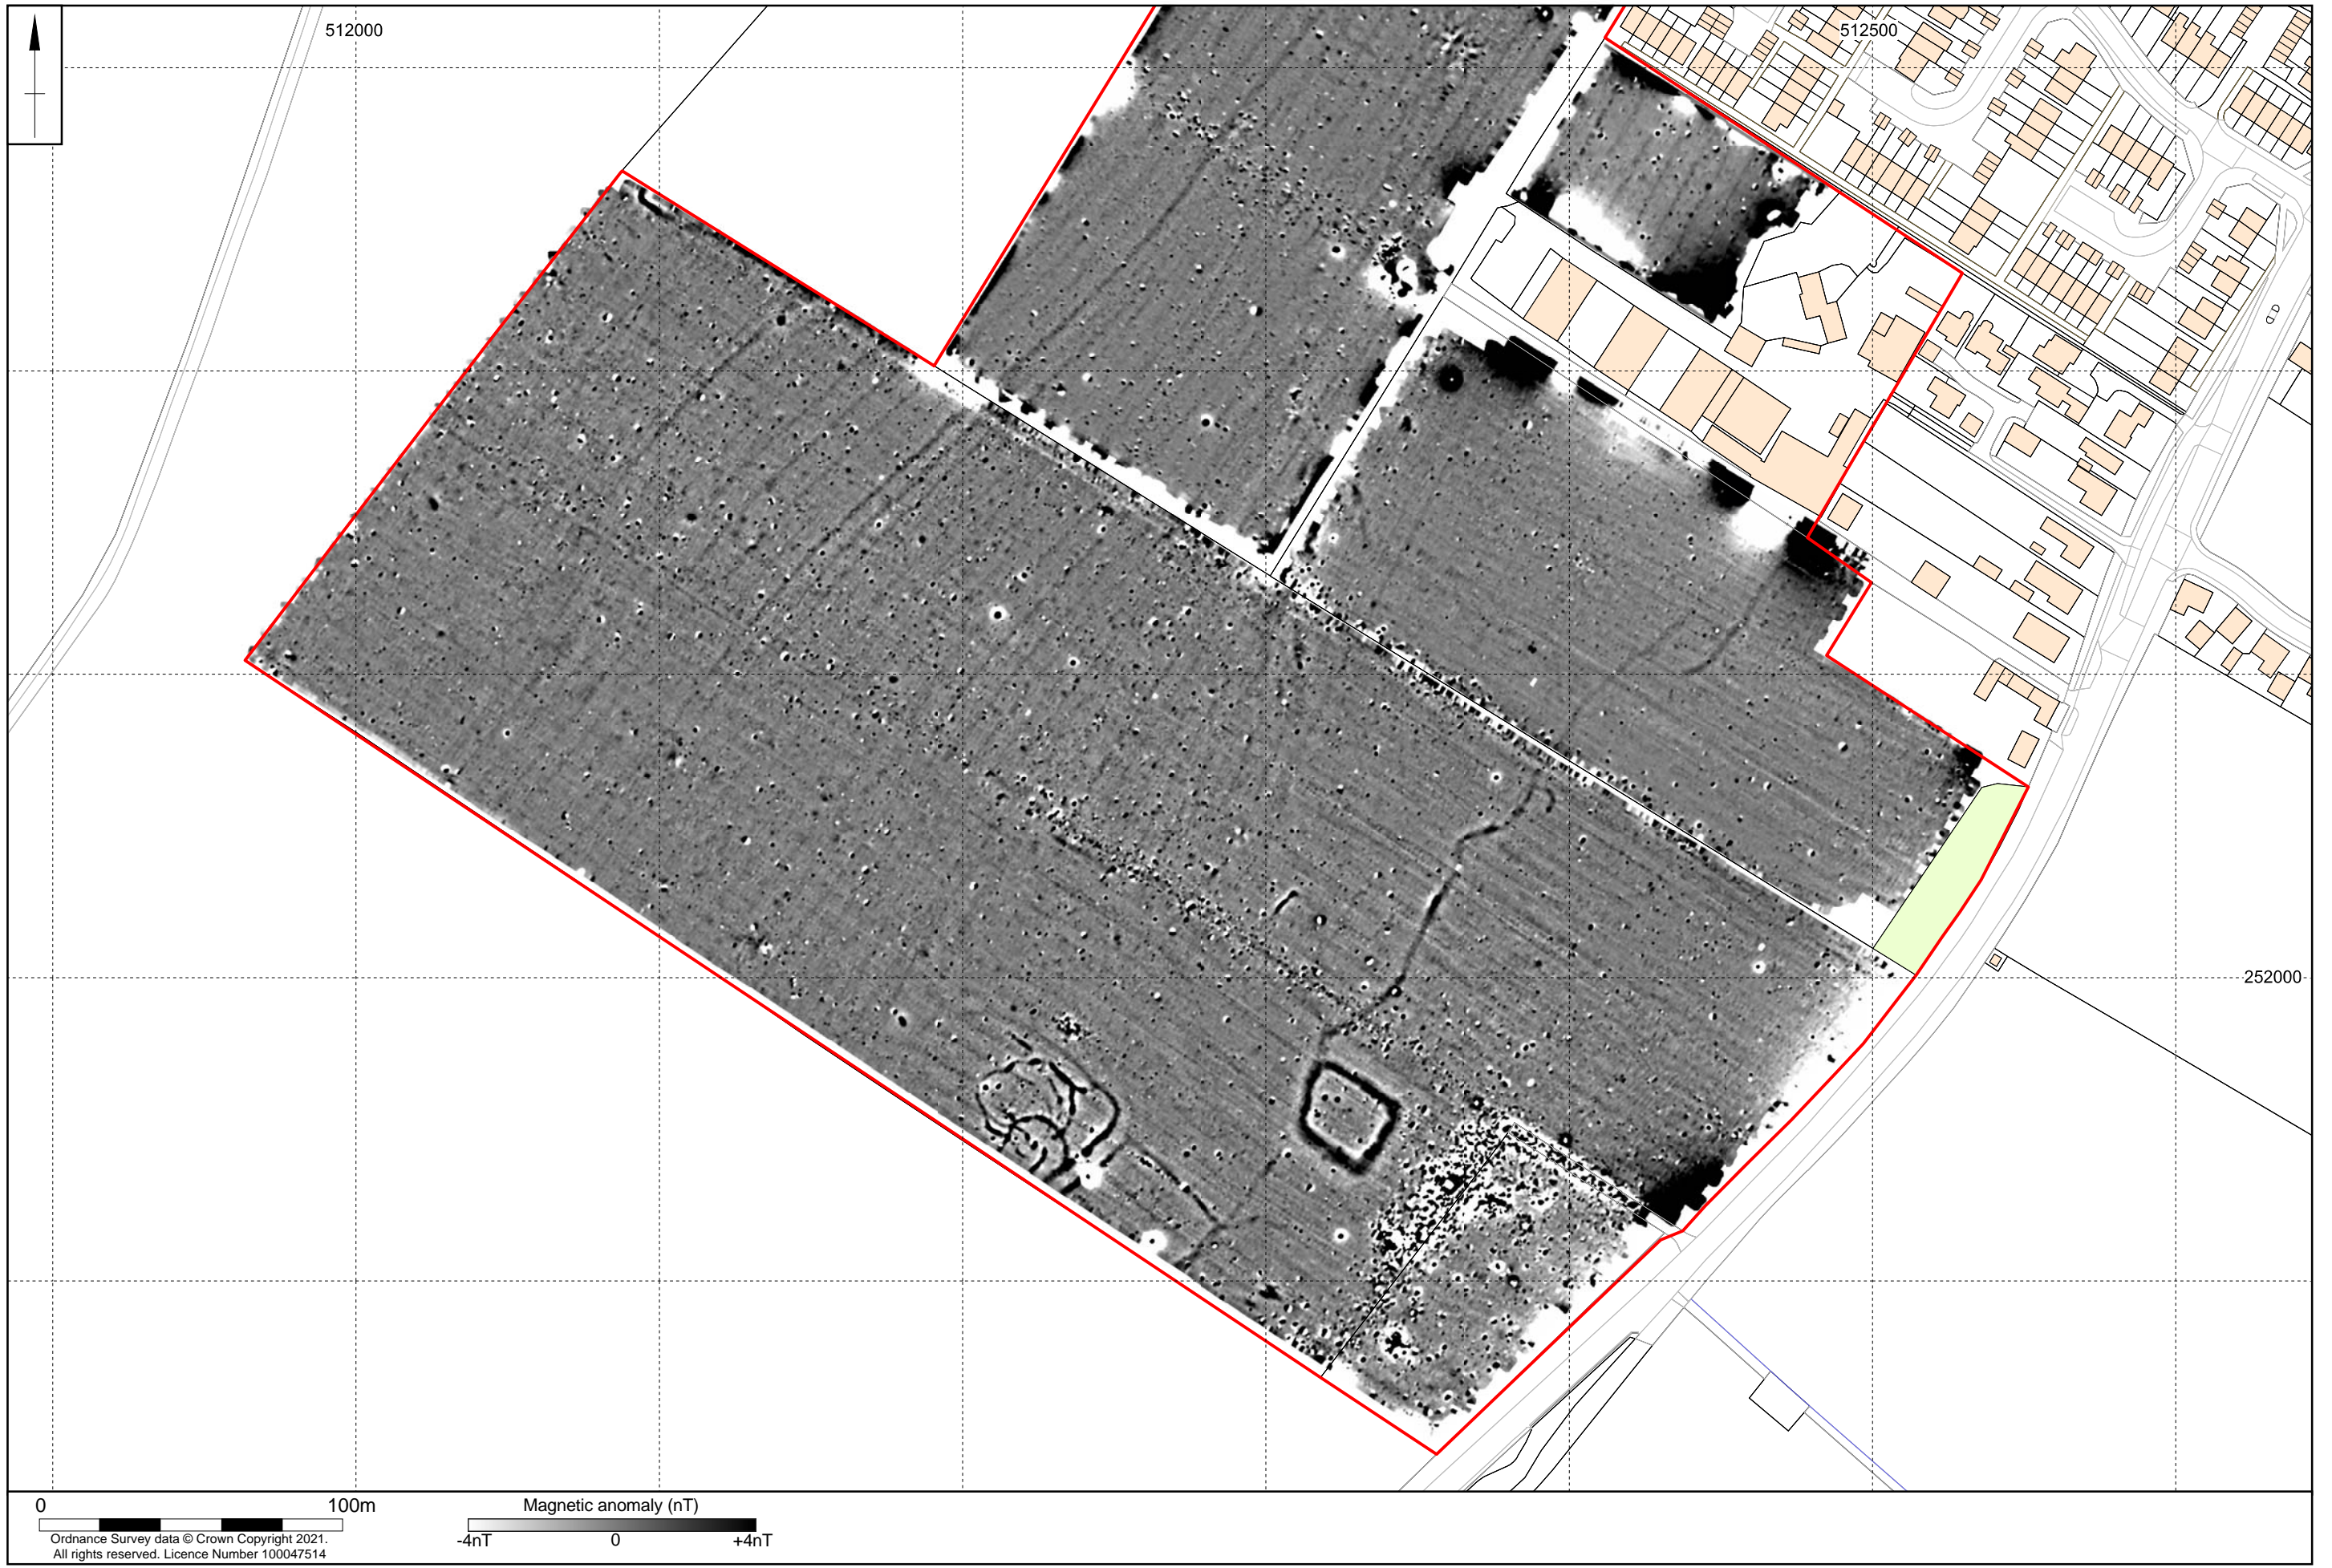 512000
512500
252000
0 100m
Ordnance Survey data © Crown Copyright 2021.
All rights reserved. Licence Number 100047514
Magnetic anomaly (nT)
-4nT 0 +4nT